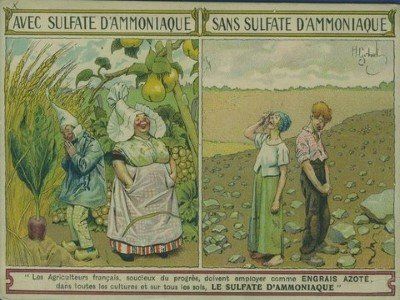 AVEC SULFATE D'AMMONIAQUE
SANS SULFATE D'AMMONIAQUE
"Les Agriculteurs français, soucieux du progrès, doivent employer comme ENGRAIS AZOTÉ,
dans toutes les cultures et sur tous les sols, LE SULFATE D'AMMONIAQUE"